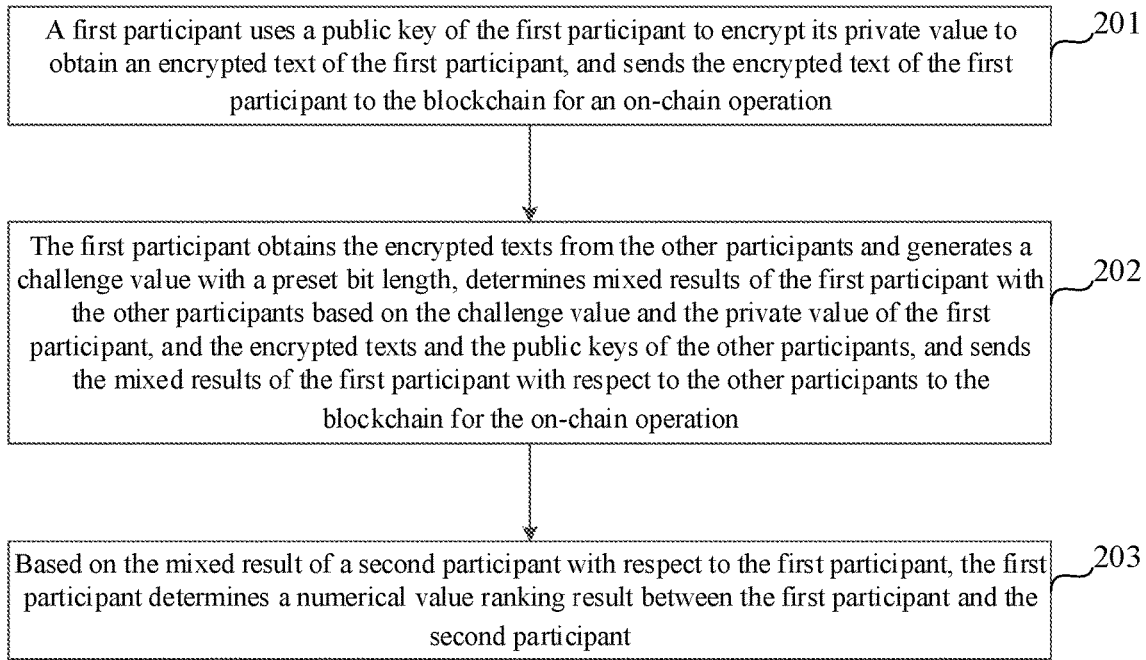 A first participant uses a public key of the first participant to encrypt its private value to
obtain an encrypted text of the first participant, and sends the encrypted text of the first
participant to the blockchain for an on-chain operation
201
The first participant obtains the encrypted texts from the other participants and generates a
challenge value with a preset bit length, determines mixed results of the first participant with
the other participants based on the challenge value and the private value of the first
participant, and the encrypted texts and the public keys of the other participants, and sends
the mixed results of the first participant with respect to the other participants to the
blockchain for the on-chain operation
202
Based on the mixed result of a second participant with respect to the first participant, the first
participant determines a numerical value ranking result between the first participant and the
second participant
203